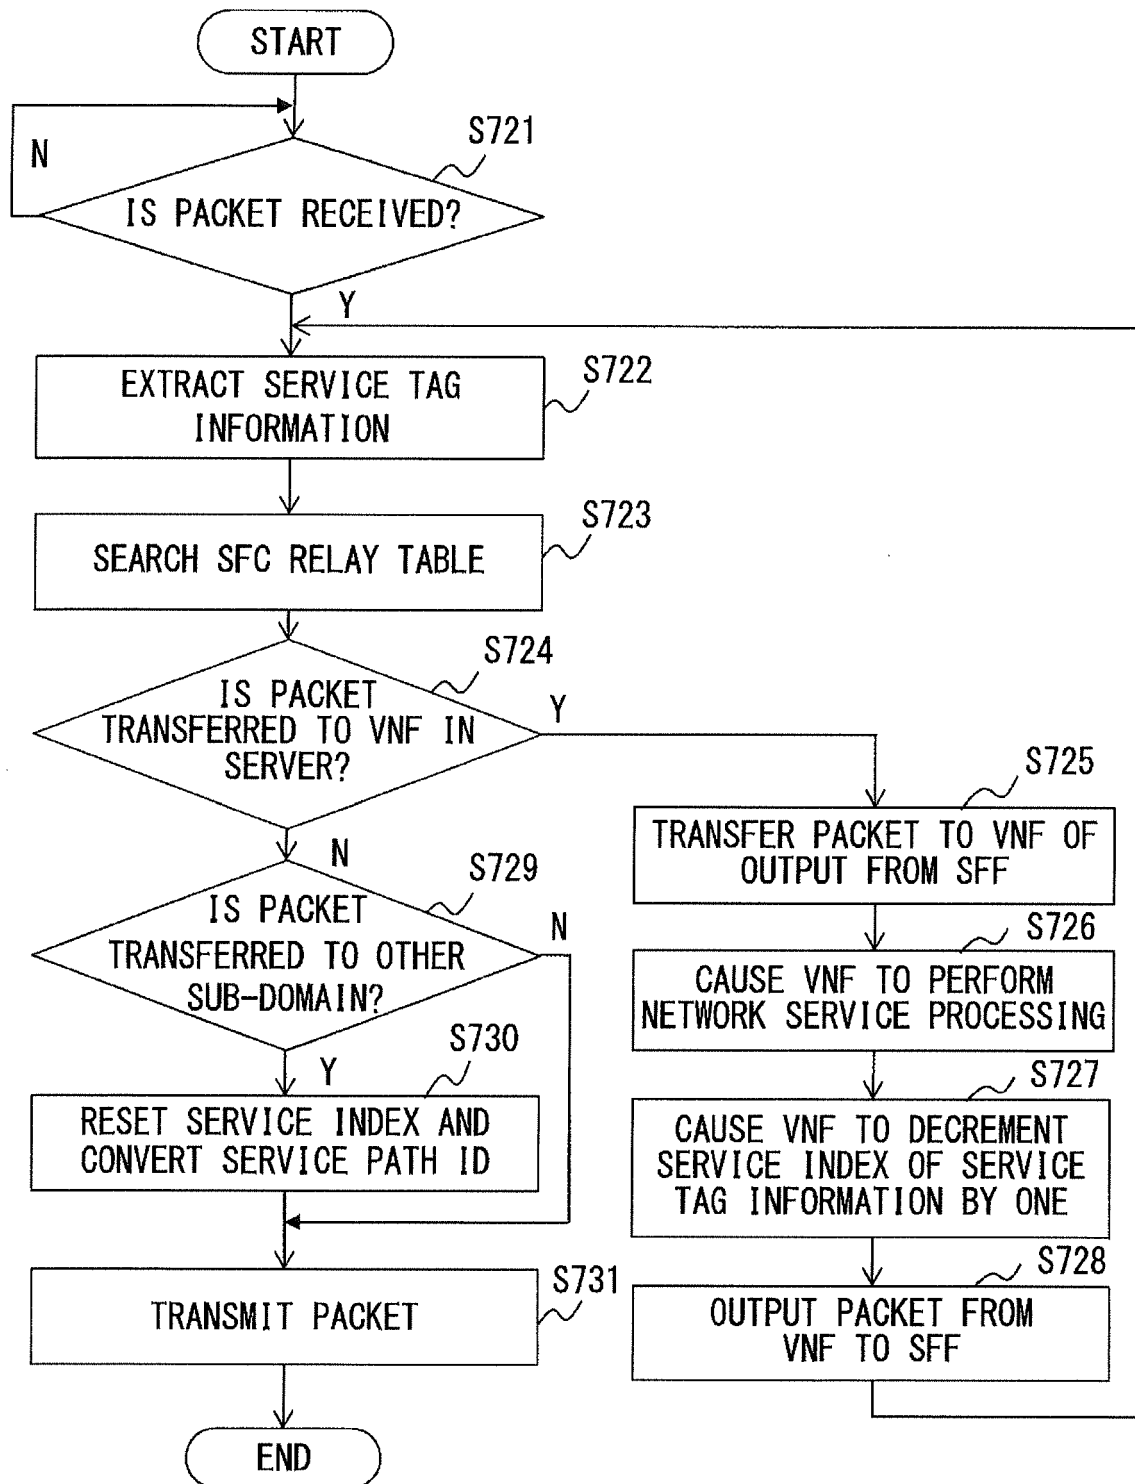 START
S721
N
IS PACKET RECEIVED?
Y
S722
EXTRACT SERVICE TAG
INFORMATION
S723
SEARCH SFC RELAY TABLE
S724
IS PACKET
TRANSFERRED TO VNF IN
SERVER?
Y
N
S725
TRANSFER PACKET TO VNF OF
OUTPUT FROM SFF
S726
CAUSE VNF TO PERFORM
NETWORK SERVICE PROCESSING
S727
CAUSE VNF TO DECREMENT
SERVICE INDEX OF SERVICE
TAG INFORMATION BY ONE
S728
OUTPUT PACKET FROM
VNF TO SFF
S729
IS PACKET
TRANSFERRED TO OTHER
SUB-DOMAIN?
N
Y
S730
RESET SERVICE INDEX AND
CONVERT SERVICE PATH ID
S731
TRANSMIT PACKET
END